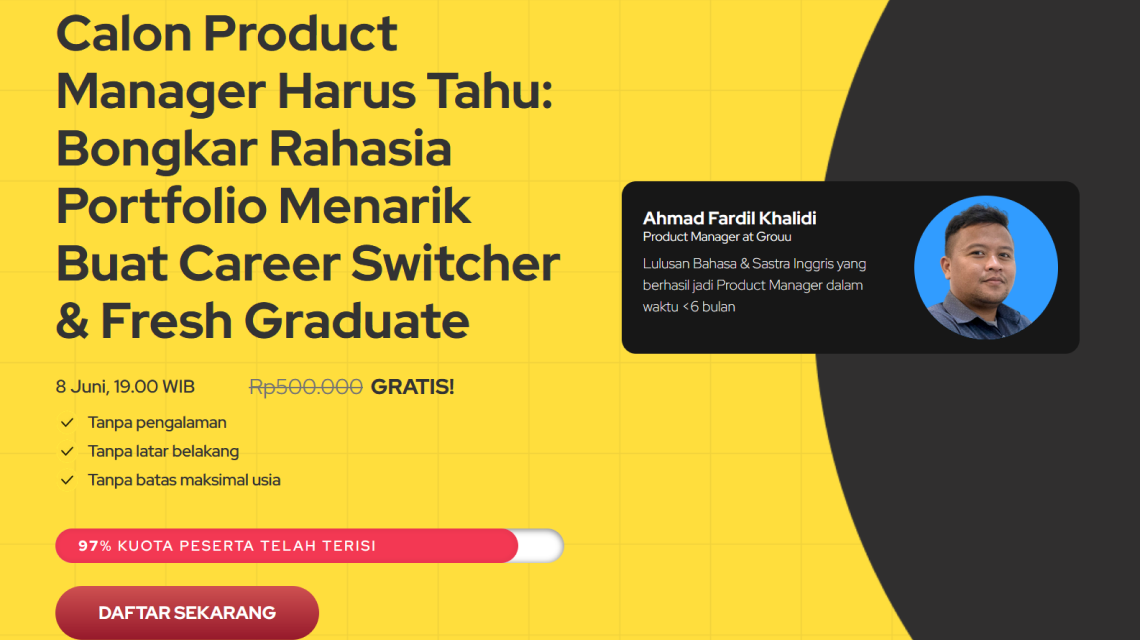 Calon Product
Manager Harus Tahu:
Bongkar Rahasia
Portfolio Menarik
Buat Career Switcher
& Fresh Graduate
8 Juni, 19.00 WIB
Rp500.000 GRATIS!
Tanpa pengalaman
Tanpa latar belakang
Tanpa batas maksimal usia
97% KUOTA PESERTA TELAH TERISI
DAFTAR SEKARANG
Ahmad Fardil Khalidi
Product Manager at Grouu
Lulusan Bahasa & Sastra Inggris yang
berhasil jadi Product Manager dalam
waktu <6 bulan